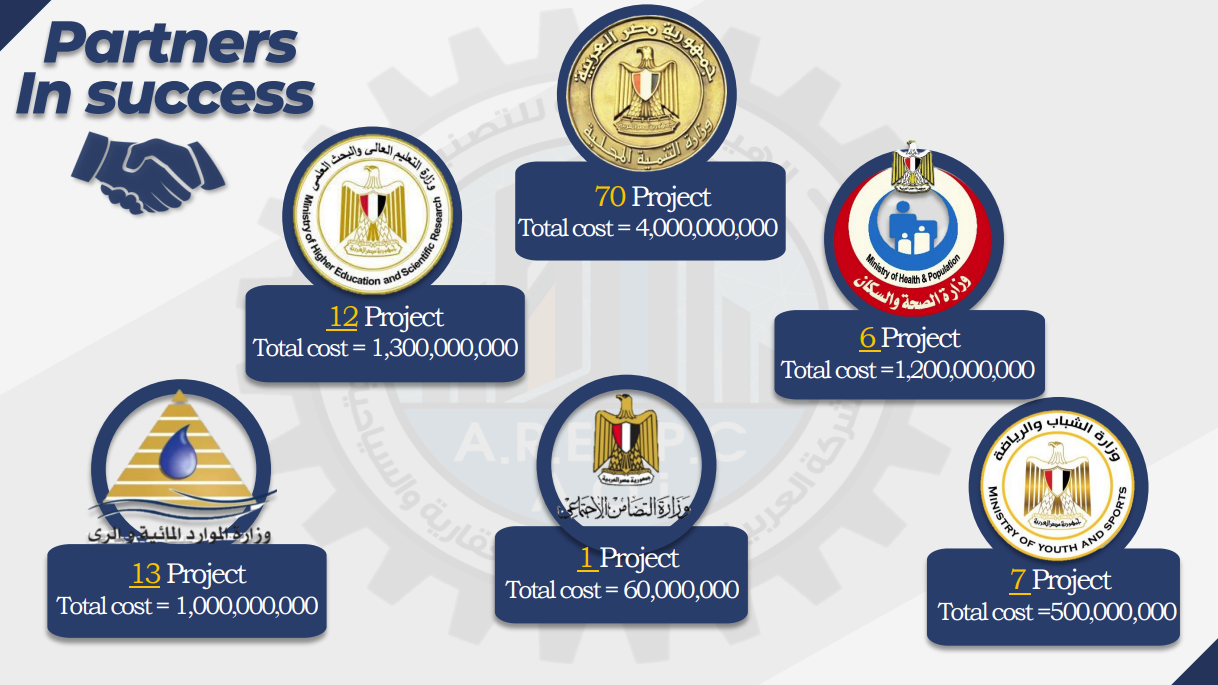 Partners
In success
جمهورية مصر العربية
وزارة التنمية المحلية
70 Project
Total cost = 4,000,000,000
وزارة التعليم العالى والبحث العلمى
Ministry of Higher Education and Scientific Research
12 Project
Total cost = 1,300,000,000
Ministry of Health & Population
وزارة الصحة والسكان
6 Project
Total cost =1,200,000,000
وزارة الموارد المائية والرى
13 Project
Total cost = 1,000,000,000
جمهورية مصر العربية
وزارة التضامن الاجتماعى
1 Project
Total cost = 60,000,000
وزارة الشباب والرياضة
MINISTRY OF YOUTH AND SPORTS
7 Project
Total cost =500,000,000